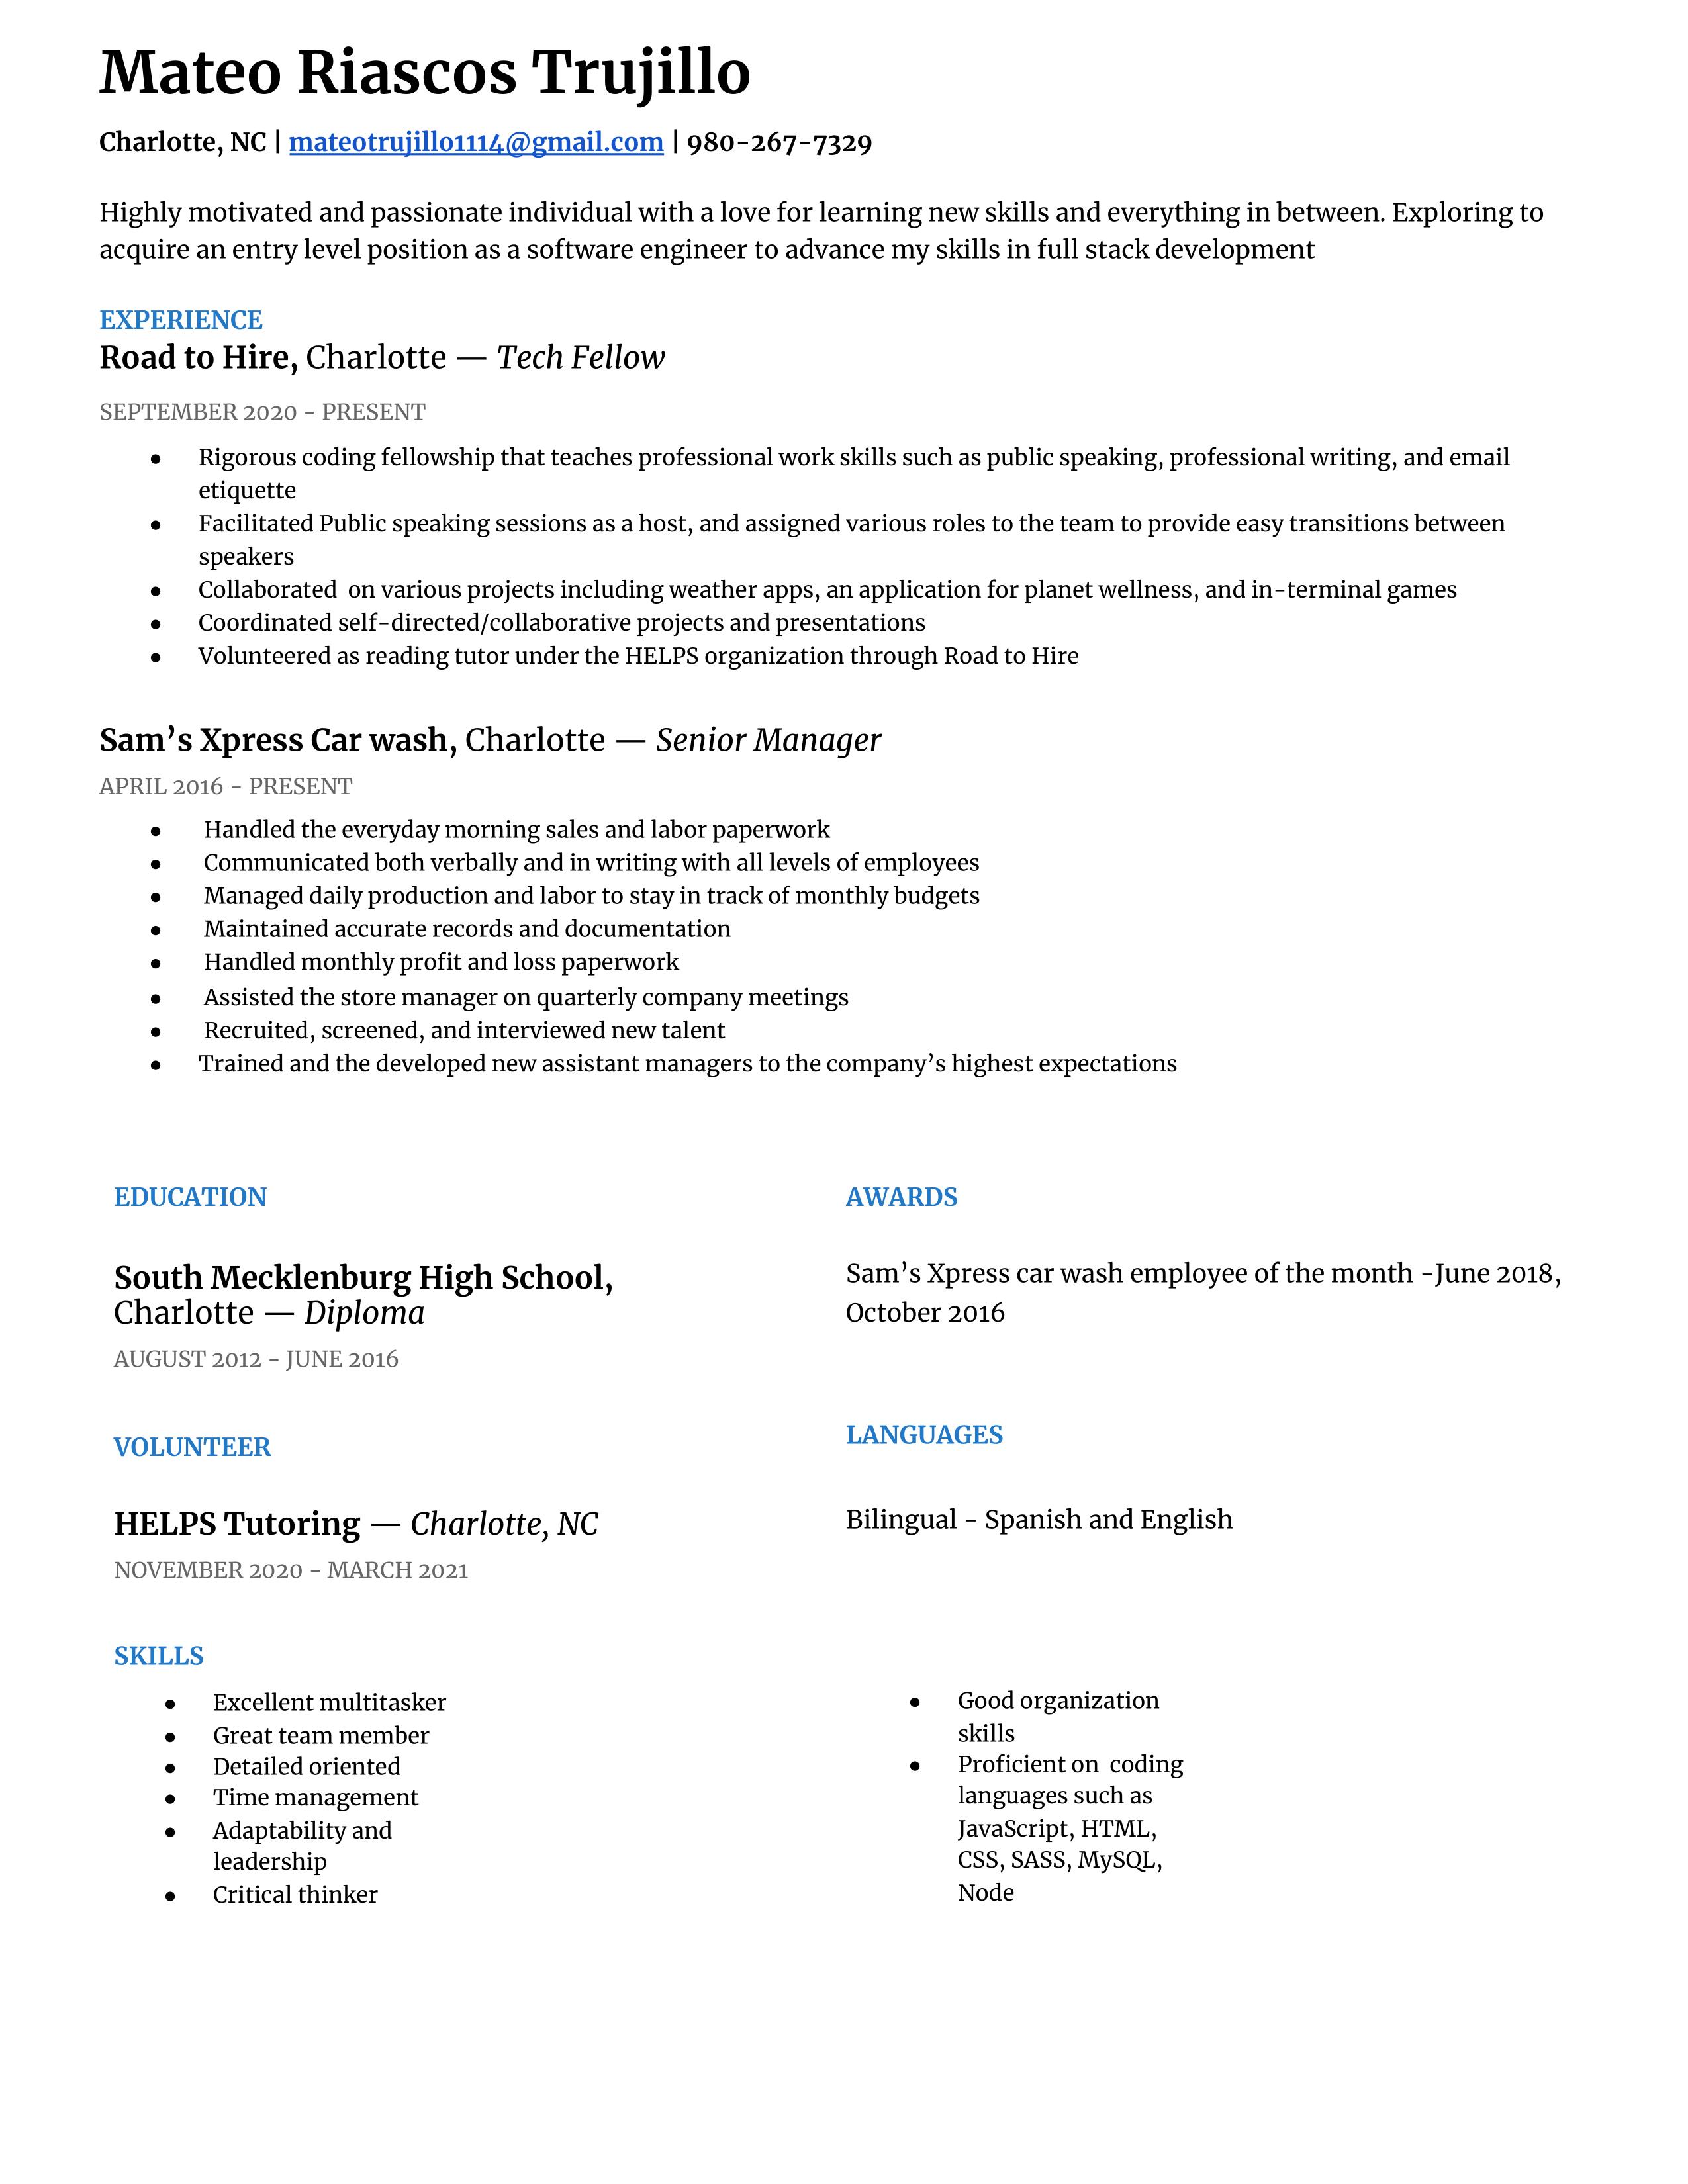 Mateo Riascos Trujillo
Charlotte, NC | mateotrujillo1114@gmail.com | 980-267-7329
Highly motivated and passionate individual with a love for learning new skills and everything in between. Exploring to
acquire an entry level position as a software engineer to advance my skills in full stack development
EXPERIENCE
Road to Hire, Charlotte — Tech Fellow
SEPTEMBER 2020 - PRESENT
● Rigorous coding fellowship that teaches professional work skills such as public speaking, professional writing, and email
etiquette
● Facilitated Public speaking sessions as a host, and assigned various roles to the team to provide easy transitions between
speakers
● Collaborated  on various projects including weather apps, an application for planet wellness, and in-terminal games
● Coordinated self-directed/collaborative projects and presentations
● Volunteered as reading tutor under the HELPS organization through Road to Hire
Sam’s Xpress Car wash, Charlotte — Senior Manager
APRIL 2016 - PRESENT
● Handled the everyday morning sales and labor paperwork
● Communicated both verbally and in writing with all levels of employees
● Managed daily production and labor to stay in track of monthly budgets
● Maintained accurate records and documentation
● Handled monthly profit and loss paperwork
● Assisted the store manager on quarterly company meetings
● Recruited, screened, and interviewed new talent
● Trained and the developed new assistant managers to the company’s highest expectations
EDUCATION
South Mecklenburg High School,
Charlotte — Diploma
AUGUST 2012 - JUNE 2016
VOLUNTEER
HELPS Tutoring — Charlotte, NC
NOVEMBER 2020 - MARCH 2021
AWARDS
Sam’s Xpress car wash employee of the month -June 2018,
October 2016
LANGUAGES
Bilingual - Spanish and English
SKILLS
● Excellent multitasker
● Great team member
● Detailed oriented
● Time management
● Adaptability and
leadership
● Critical thinker
● Good organization
skills
● Proficient on  coding
languages such as
JavaScript, HTML,
CSS, SASS, MySQL,
Node